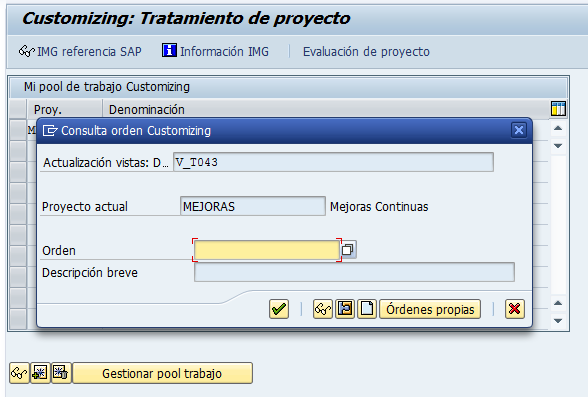 Customizing: Tratamiento de proyecto
IMG referencia SAP Información IMG Evaluación de proyecto
Mi pool de trabajo Customizing
Proy. Denominación
M
Consulta orden Customizing
Actualización vistas: D... V_T043
Proyecto actual MEJORAS Mejoras Continuas
Orden
Descripción breve
Órdenes propias
Gestionar pool trabajo